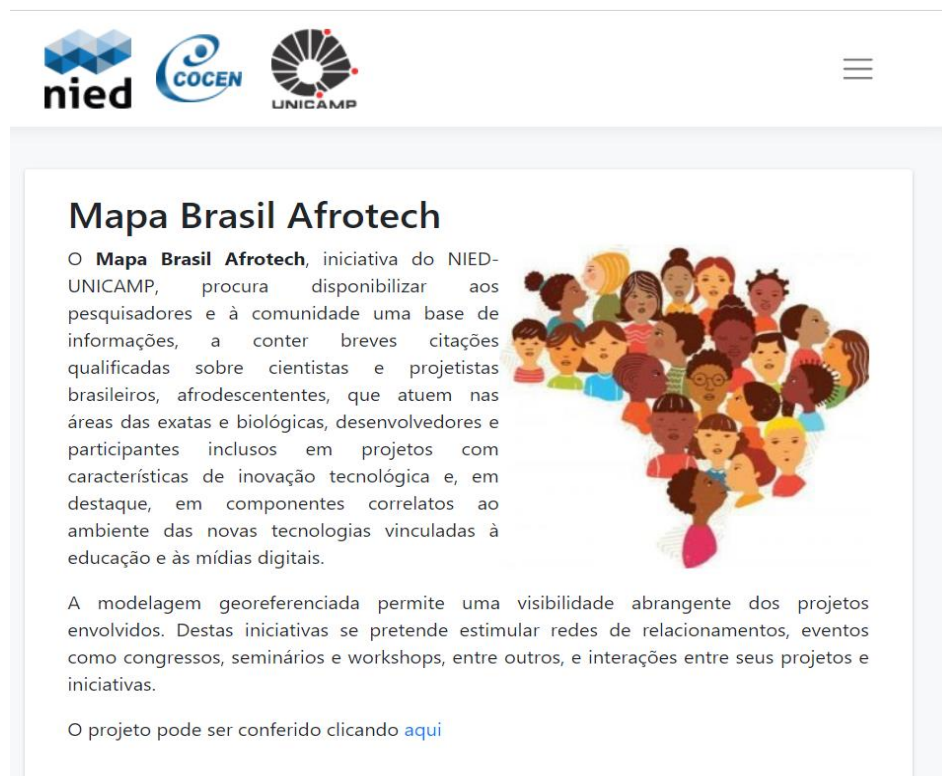 nied
COCEN
UNICAMP
Mapa Brasil Afrotech
O Mapa Brasil Afrotech, iniciativa do NIED-
UNICAMP, procura disponibilizar aos
pesquisadores e à comunidade uma base de
informações, a conter breves citações
qualificadas sobre cientistas e projetistas
brasileiros, afrodescententes, que atuem nas
áreas das exatas e biológicas, desenvolvedores e
participantes inclusos em projetos com
características de inovação tecnológica e, em
destaque, em componentes correlatos ao
ambiente das novas tecnologias vinculadas à
educação e às mídias digitais.
A modelagem georeferenciada permite uma visibilidade abrangente dos projetos
envolvidos. Destas iniciativas se pretende estimular redes de relacionamentos, eventos
como congressos, seminários e workshops, entre outros, e interações entre seus projetos e
iniciativas.
O projeto pode ser conferido clicando aqui